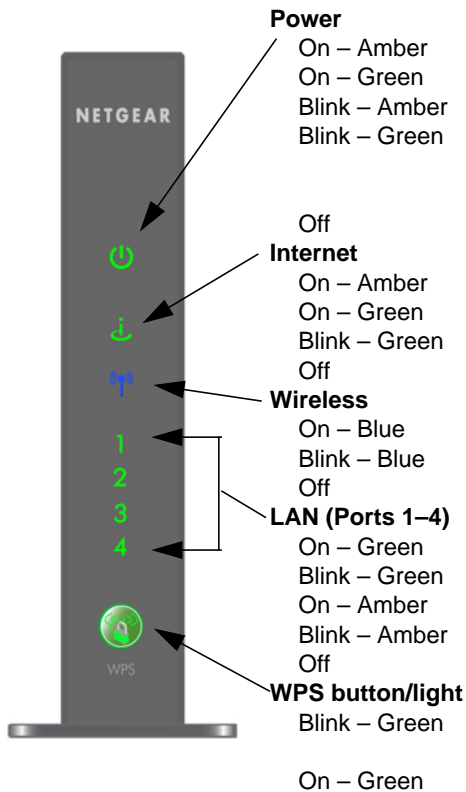 Power
On – Amber
On – Green
Blink – Amber
Blink – Green
Off
Internet
On – Amber
On – Green
Blink – Green
Off
Wireless
On – Blue
Blink – Blue
Off
LAN (Ports 1–4)
On – Green
Blink – Green
On – Amber
Blink – Amber
Off
WPS button/light
Blink – Green
On – Green
NETGEAR
i
1
2
3
4
WPS